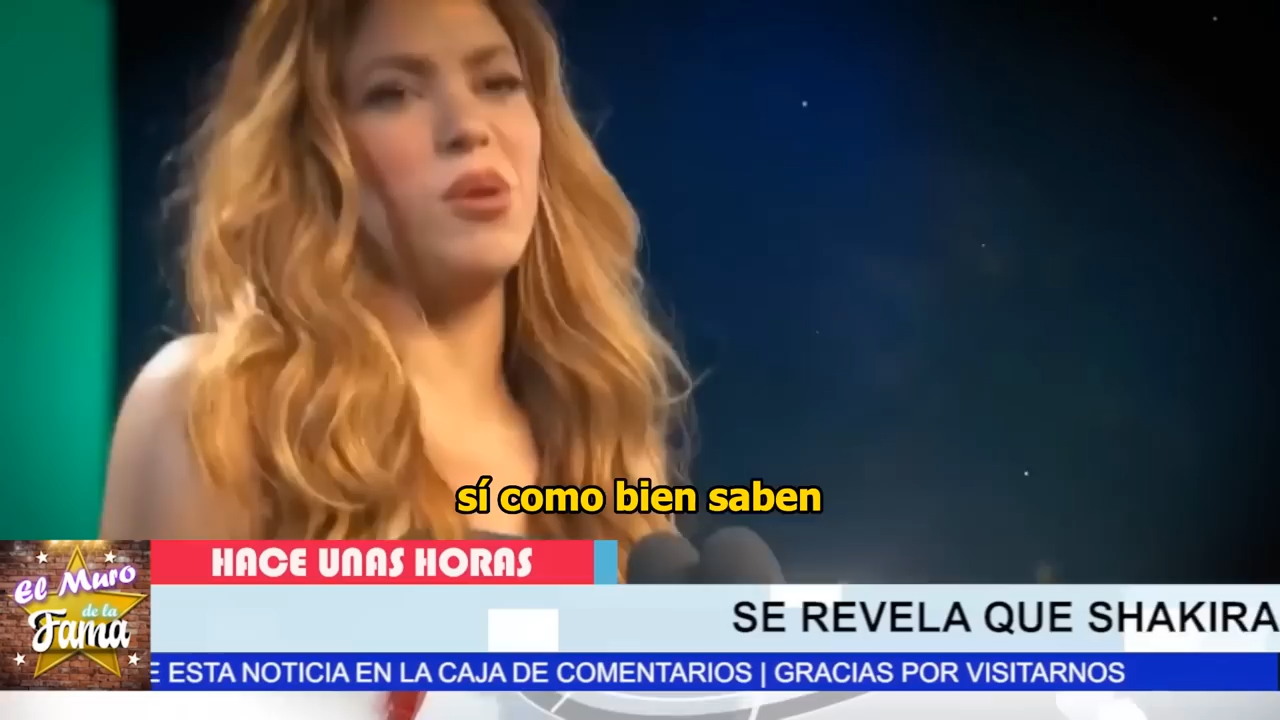 sí como bien saben
HACE UNAS HORAS
El Muro
de la
Fama
SE REVELA QUE SHAKIRA
ESTA NOTICIA EN LA CAJA DE COMENTARIOS | GRACIAS POR VISITARNOS